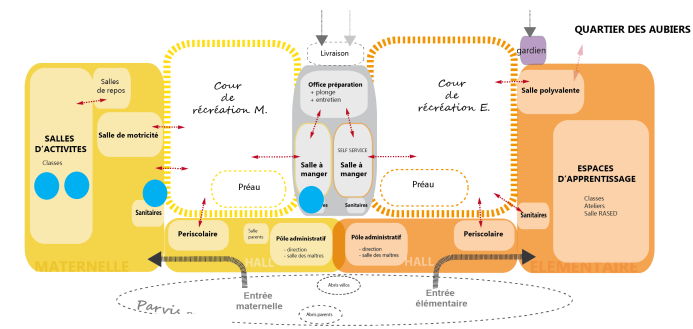 QUARTIER DES AUBIERS
Livraison
gardien
Salles
de repos
Cour
de
récréation M.
Office préparation
+ plonge
+ entretien
Cour
de
récréation E.
Salle polyvalente
SALLES
D'ACTIVITES
Classes
Salle de motricité
SELF SERVICE
Salle à
manger
Salle à
manger
ESPACES
D'APPRENTISSAGE
Classes
Ateliers
Salle RASED
Préau
Préau
Sanitaires
Sanitaires
Sanitaires
Periscolaire
Salle
parents
Pôle administratif
- direction
- salle des maîtres
Pôle administratif
- direction
- salle des maîtres
Periscolaire
MATERNELLE
HALL
HALL
ELEMENTAIRE
Abris vélos
Entrée
maternelle
Entrée
élémentaire
Parvis
Abris parents